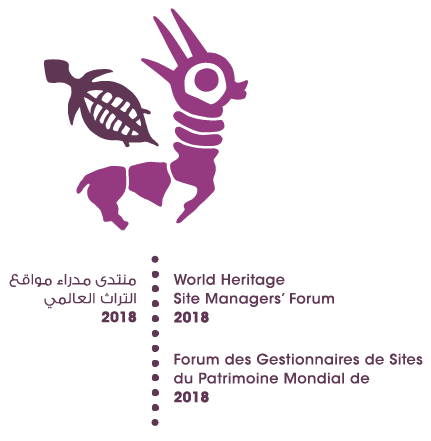 منتدى مدراء مواقع
التراث العالمي
2018
World Heritage
Site Managers’ Forum
2018
Forum des Gestionnaires de Sites
du Patrimoine Mondial de
2018